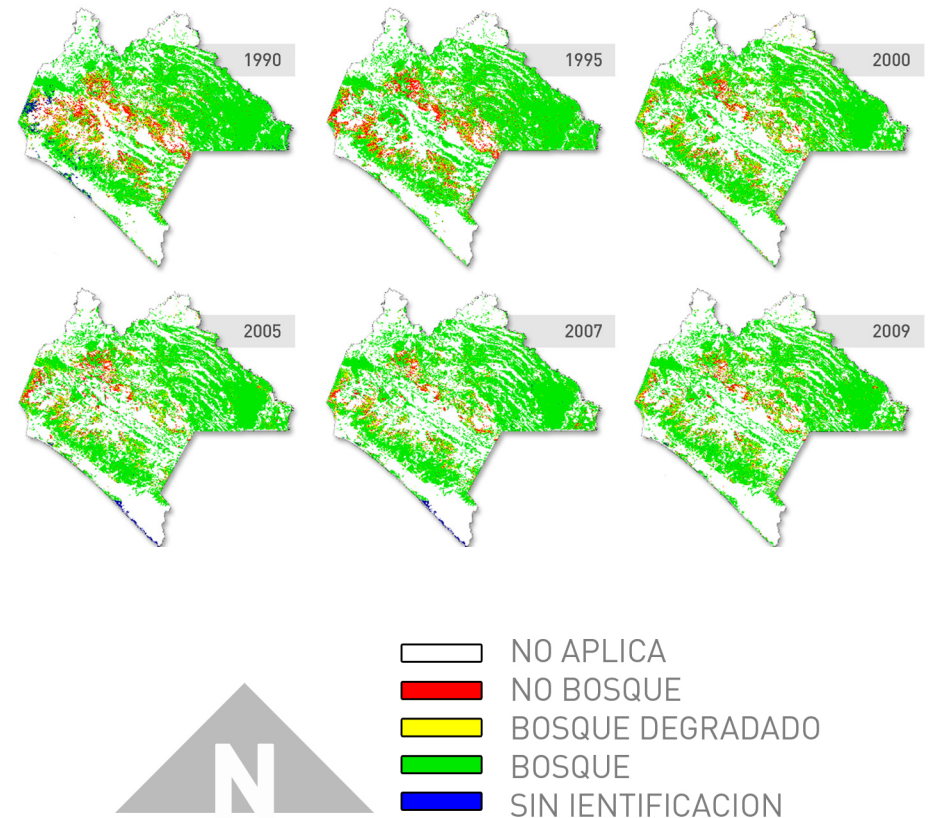 1990
1995
2000
2005
2007
2009
NO APLICA
NO BOSQUE
BOSQUE DEGRADADO
BOSQUE
SIN IENTIFICACION
N